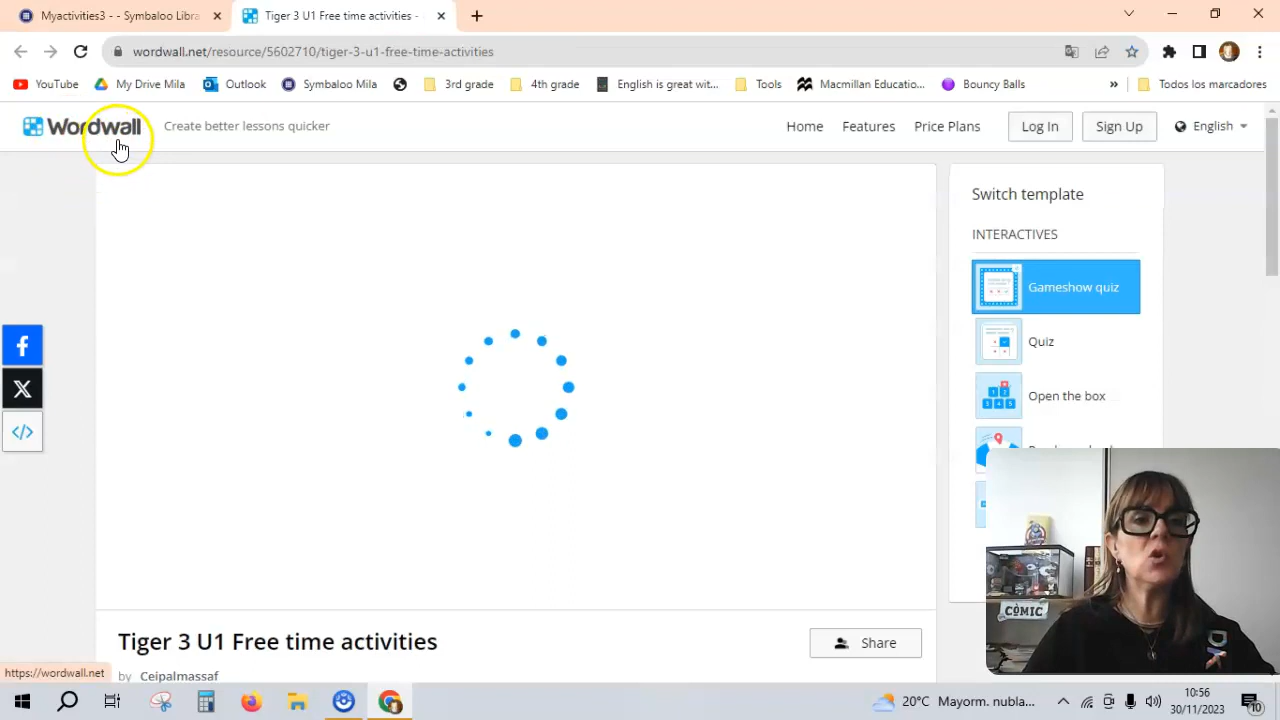 Myactivities3 - - Symbaloo Libra
Tiger 3 U1 Free time activities -
wordwall.net/resource/5602710/tiger-3-u1-free-time-activities
YouTube
My Drive Mila
Outlook
Symbaloo Mila
3rd grade
4th grade
English is great wit...
Tools
Macmillan Educatio...
Bouncy Balls
»
Todos los marcadores
Wordwall
Create better lessons quicker
Home
Features
Price Plans
Log In
Sign Up
English
Switch template
INTERACTIVES
Gameshow quiz
Quiz
Open the box
Tiger 3 U1 Free time activities
Share
by Ceipalmassaf
https://wordwall.net
CÒMIC
20°C Mayorm. nubla...
10:56
30/11/2023
10